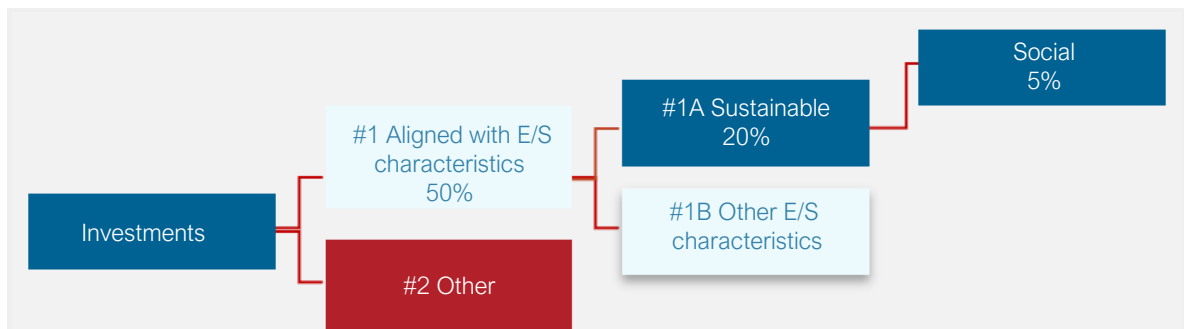 Investments
#1 Aligned with E/S
characteristics
50%
#2 Other
#1A Sustainable
20%
#1B Other E/S
characteristics
Social
5%